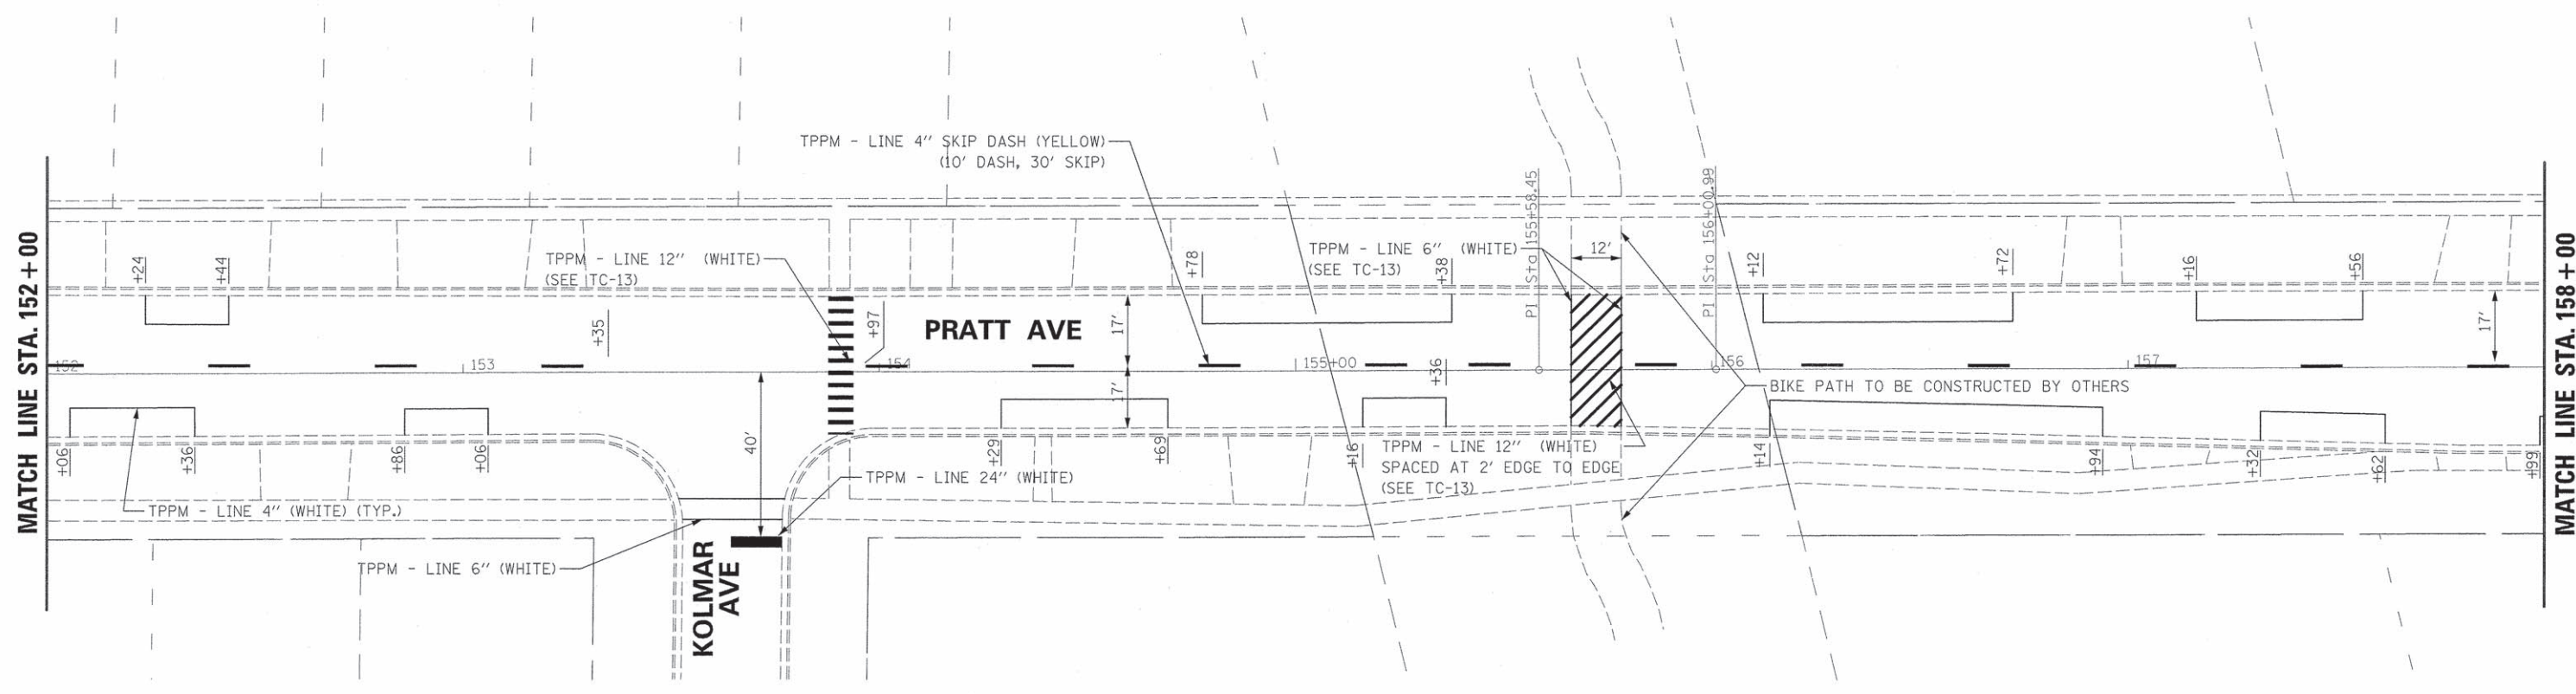 TPPM - LINE 4" SKIP DASH (YELLOW)
(10' DASH, 30' SKIP)
PI Sta 155+58.45
PI Sta 156+00.99
MATCH LINE STA. 152+00
MATCH LINE STA. 158+00
+24
+44
TPPM - LINE 12" (WHITE)
(SEE TC-13)
+35
+97
PRATT AVE
17'
17'
+78
TPPM - LINE 6" (WHITE)
(SEE TC-13)
+38
12'
+12
+72
+16
+56
17'
152
153
154
155+00
+36
156
157
BIKE PATH TO BE CONSTRUCTED BY OTHERS
+06
+36
+86
+06
40'
+29
+69
+16
TPPM - LINE 12" (WHITE)
SPACED AT 2' EDGE TO EDGE
(SEE TC-13)
+14
+94
+32
+62
+99
TPPM - LINE 24" (WHITE)
TPPM - LINE 4" (WHITE) (TYP.)
TPPM - LINE 6" (WHITE)
KOLMAR
AVE